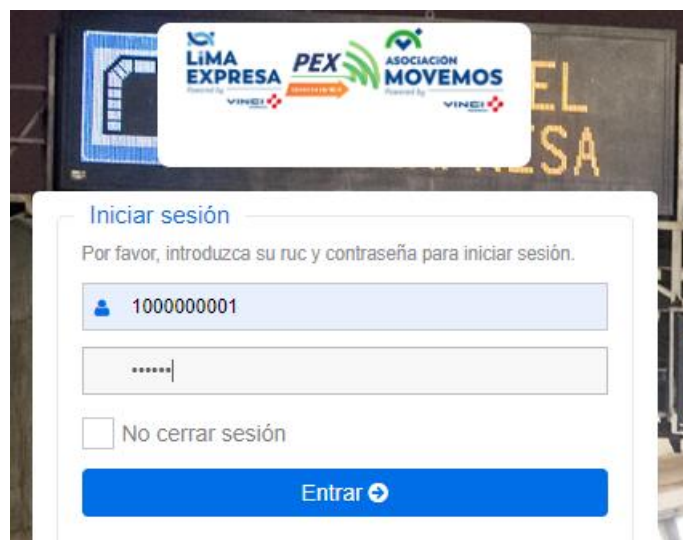 LiMA
EXPRESA
Powered by
VINCI
PEX
ASOCIACIÓN
MOVEMOS
Powered by
VINCI
EL
ESA
Iniciar sesión
Por favor, introduzca su ruc y contraseña para iniciar sesión.
1000000001
••••••
No cerrar sesión
Entrar